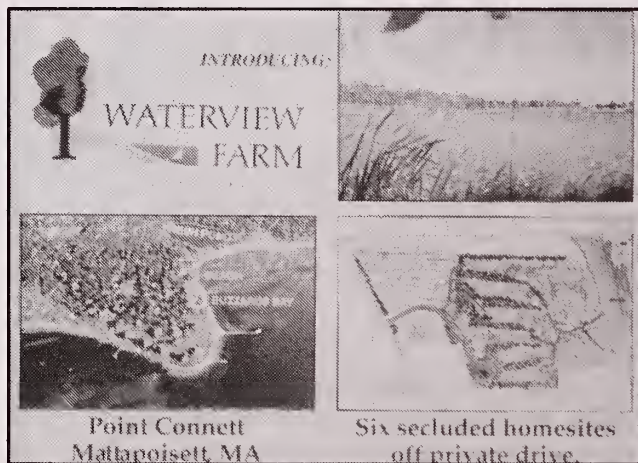 INTRODUCING:
WATERVIEW
FARM
BUZZARDS BAY
Point Connett
Mattapoisett, MA
Six secluded homesites
off private drive.